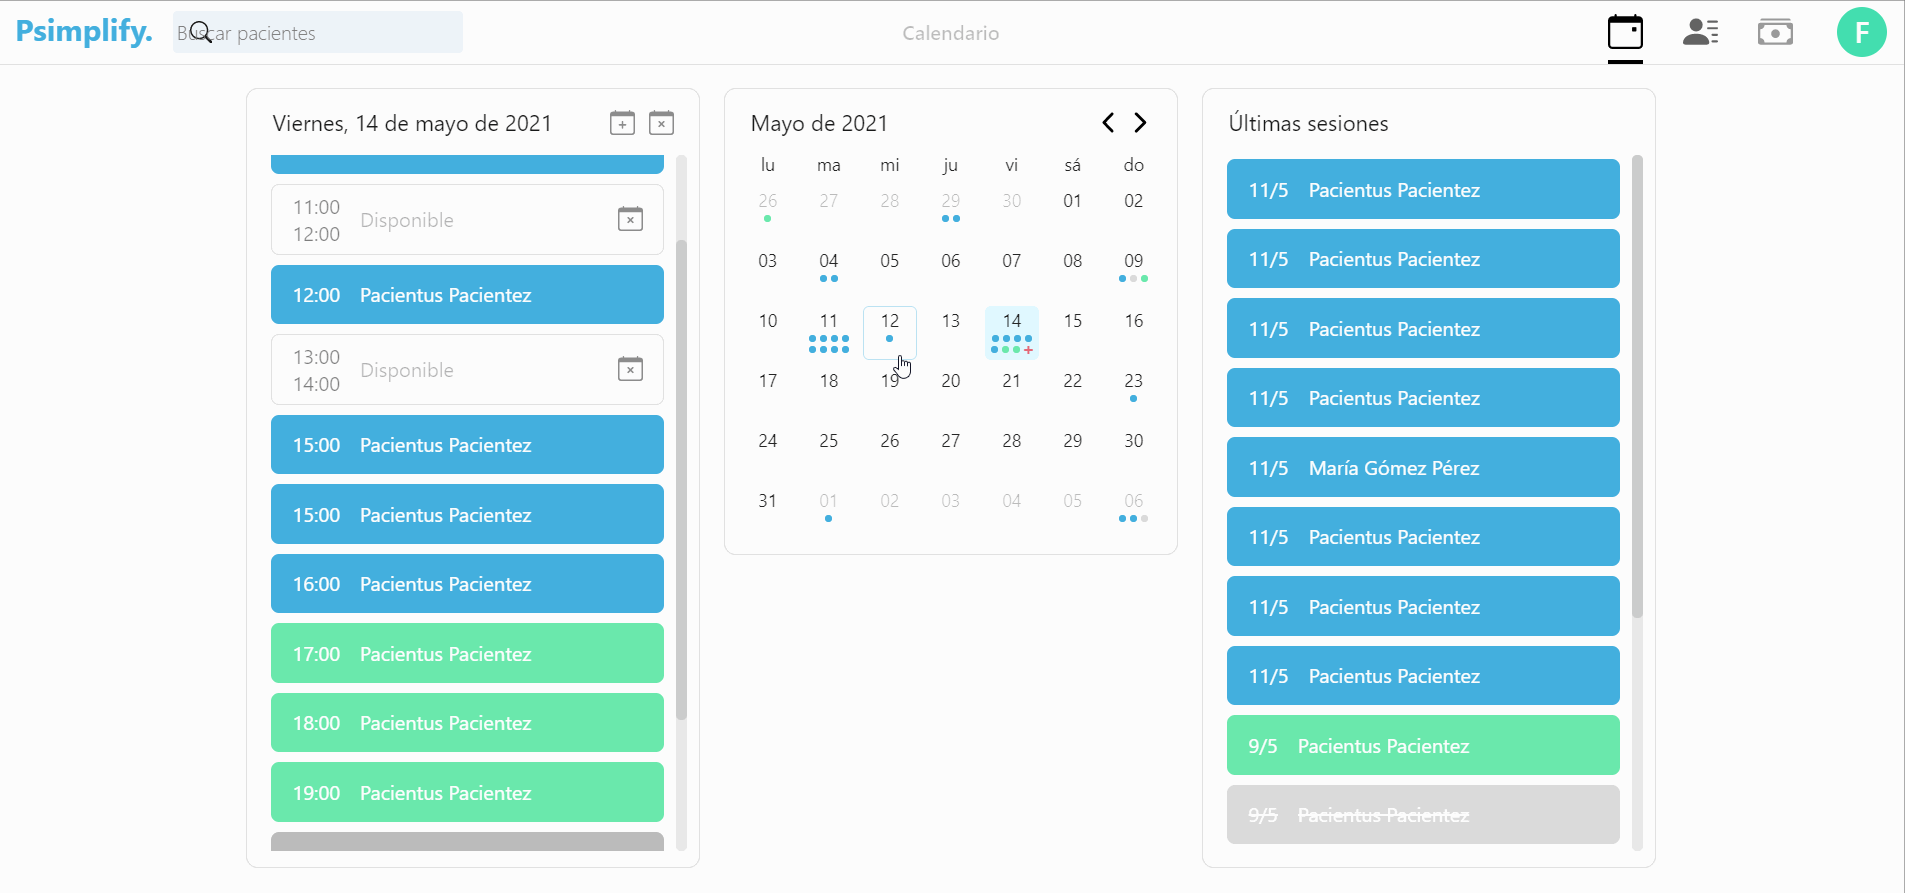 Psimplify.
Buscar pacientes
Calendario
F
Viernes, 14 de mayo de 2021
11:00
12:00
Disponible
12:00 Pacientus Pacientez
13:00
14:00
Disponible
15:00 Pacientus Pacientez
15:00 Pacientus Pacientez
16:00 Pacientus Pacientez
17:00 Pacientus Pacientez
18:00 Pacientus Pacientez
19:00 Pacientus Pacientez
Mayo de 2021
lu ma mi ju vi sá do
26 27 28 29 30 01 02
03 04 05 06 07 08 09
10 11 12 13 14 15 16
17 18 19 20 21 22 23
24 25 26 27 28 29 30
31 01 02 03 04 05 06
Últimas sesiones
11/5 Pacientus Pacientez
11/5 Pacientus Pacientez
11/5 Pacientus Pacientez
11/5 Pacientus Pacientez
11/5 María Gómez Pérez
11/5 Pacientus Pacientez
11/5 Pacientus Pacientez
11/5 Pacientus Pacientez
9/5 Pacientus Pacientez
9/5 Pacientus Pacientez